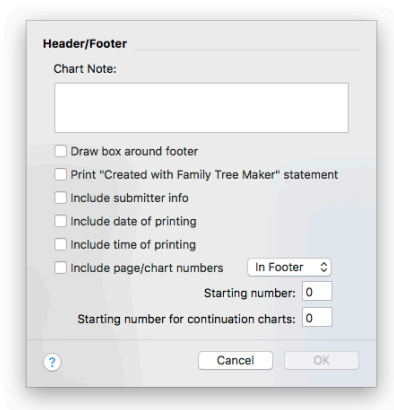 Header/Footer
Chart Note:
Draw box around footer
Print "Created with Family Tree Maker" statement
Include submitter info
Include date of printing
Include time of printing
Include page/chart numbers In Footer
Starting number: 0
Starting number for continuation charts: 0
? Cancel OK